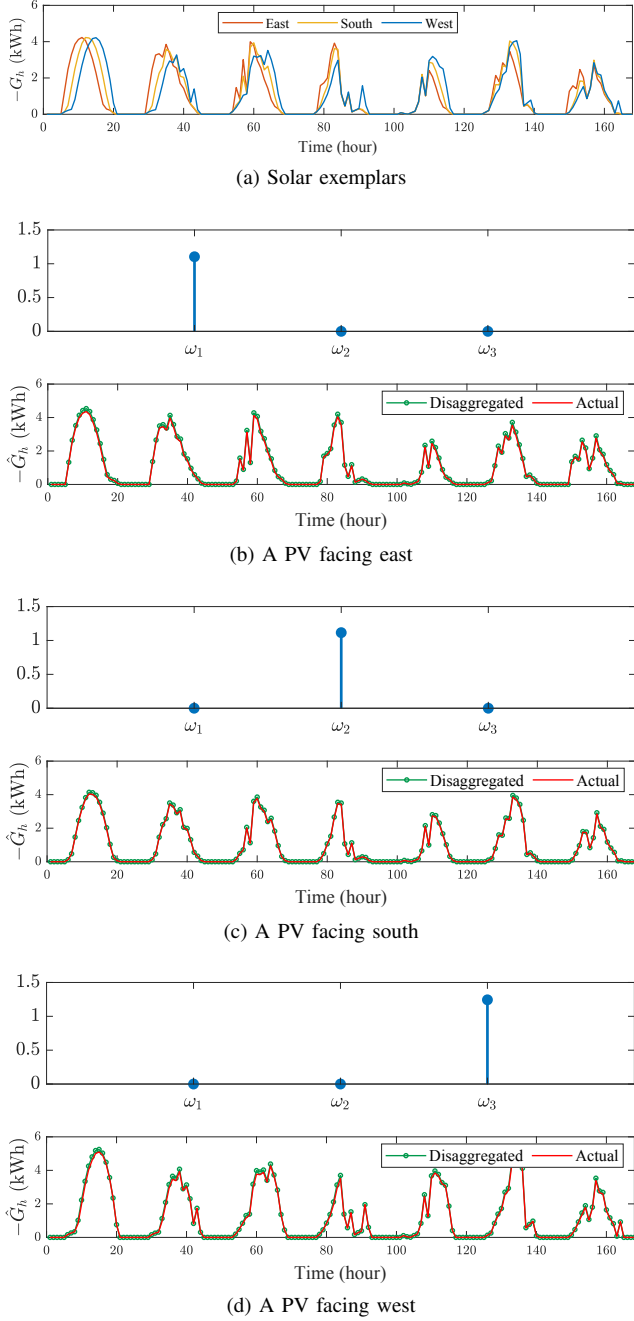 East South West
−G_h (kWh)
6
4
2
0
0 20 40 60 80 100 120 140 160
Time (hour)
(a) Solar exemplars
1.5
1
0.5
0
ω₁ ω₂ ω₃
−Ĝ_h (kWh)
6
4
2
0
Disaggregated Actual
0 20 40 60 80 100 120 140 160
Time (hour)
(b) A PV facing east
1.5
1
0.5
0
ω₁ ω₂ ω₃
−Ĝ_h (kWh)
6
4
2
0
Disaggregated Actual
0 20 40 60 80 100 120 140 160
Time (hour)
(c) A PV facing south
1.5
1
0.5
0
ω₁ ω₂ ω₃
−Ĝ_h (kWh)
6
4
2
0
Disaggregated Actual
0 20 40 60 80 100 120 140 160
Time (hour)
(d) A PV facing west